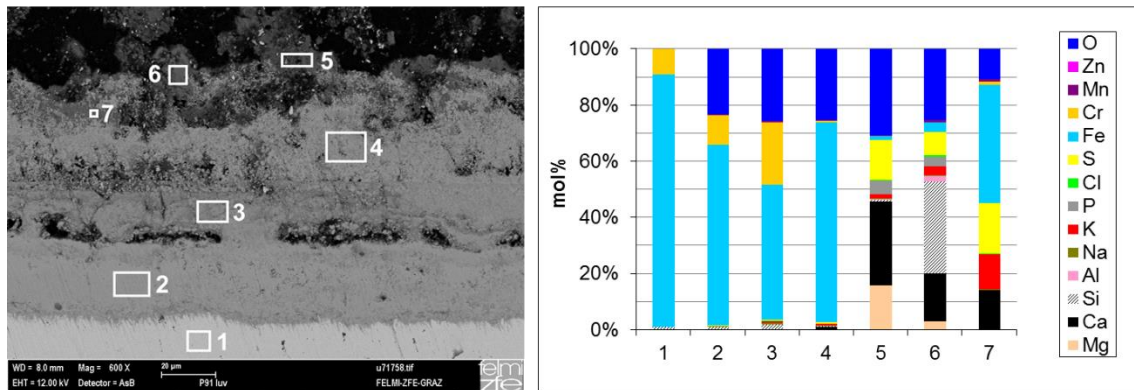 6
5
7
4
3
2
1
WD = 8.0 mm Mag = 600 X 20 µm u71758.tif
EHT = 12.00 kV Detector = AsB P91 luv FELMI-ZFE-GRAZ
felmi
zfe
mol%
100%
80%
60%
40%
20%
0%
1 2 3 4 5 6 7
O
Zn
Mn
Cr
Fe
S
Cl
P
K
Na
Al
Si
Ca
Mg